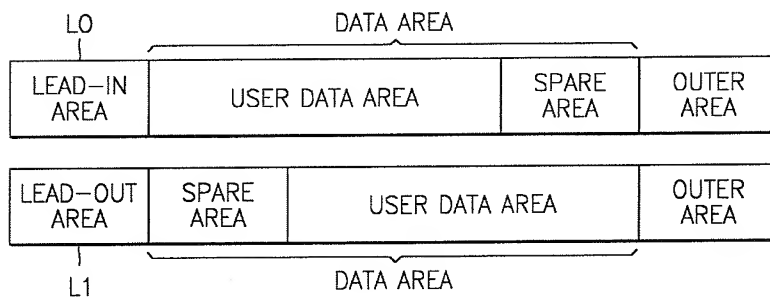 L0
DATA AREA
LEAD-IN AREA
USER DATA AREA
SPARE AREA
OUTER AREA
LEAD-OUT AREA
SPARE AREA
USER DATA AREA
OUTER AREA
L1
DATA AREA